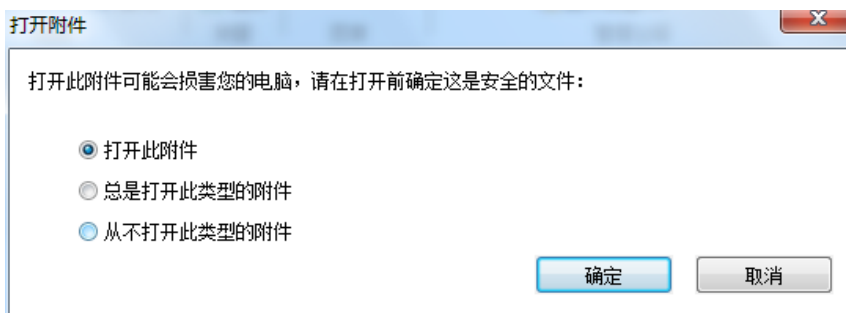 打开附件
打开此附件可能会损害您的电脑，请在打开前确定这是安全的文件：
打开此附件
总是打开此类型的附件
从不打开此类型的附件
确定 取消